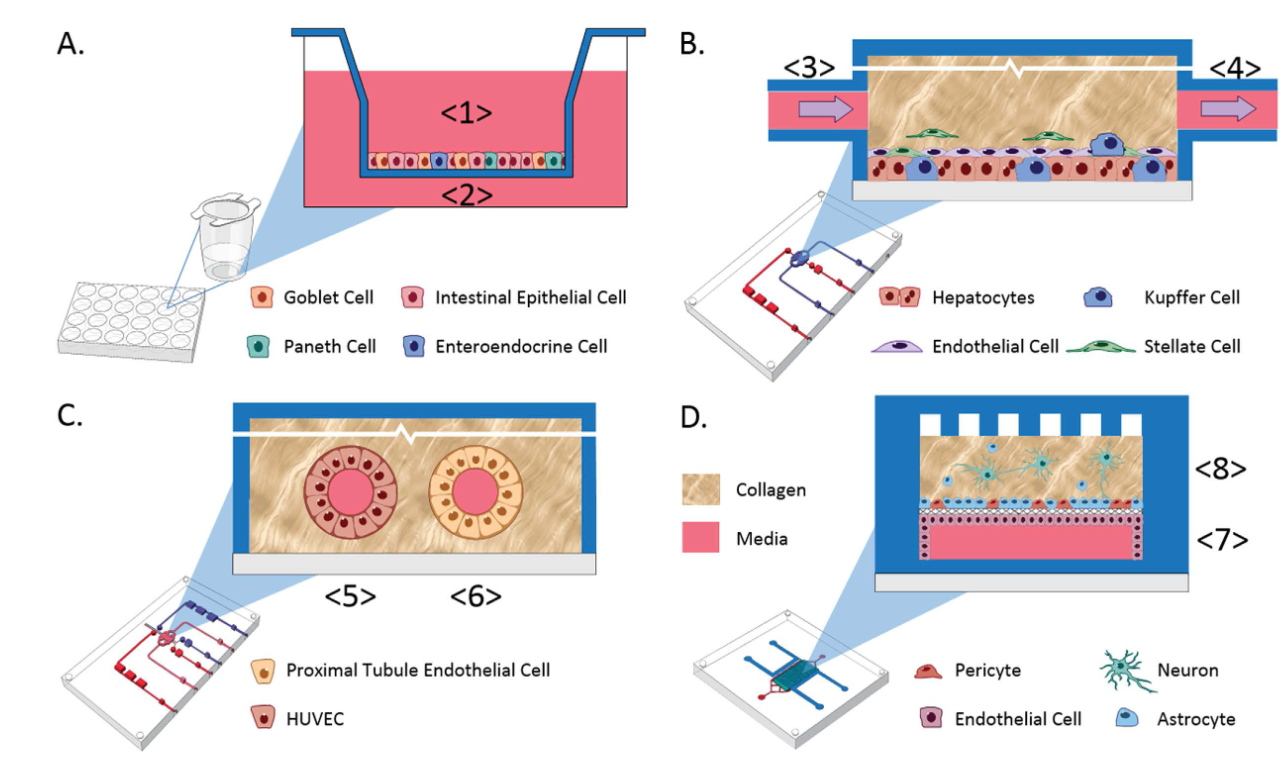 A.
<1>
<2>
Goblet Cell
Intestinal Epithelial Cell
Paneth Cell
Enteroendocrine Cell
B.
<3>
<4>
Hepatocytes
Kupffer Cell
Endothelial Cell
Stellate Cell
C.
<5>
<6>
Proximal Tubule Endothelial Cell
HUVEC
D.
Collagen
Media
<8>
<7>
Pericyte
Neuron
Endothelial Cell
Astrocyte